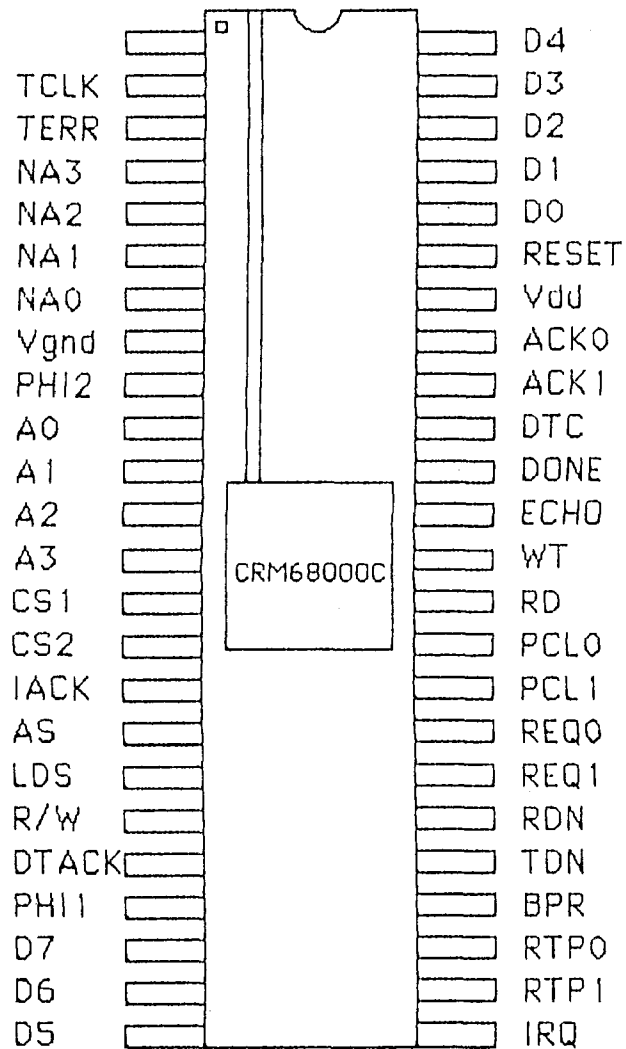 D4
TCLK D3
TERR D2
NA3 D1
NA2 D0
NA1 RESET
NA0 Vdd
Vgnd ACK0
PHI2 ACK1
A0 DTC
A1 DONE
A2 ECHO
A3 CRM68000C WT
CS1 RD
CS2 PCL0
IACK PCL1
AS REQ0
LDS REQ1
R/W RDN
DTACK TDN
PHI1 BPR
D7 RTP0
D6 RTP1
D5 IRQ